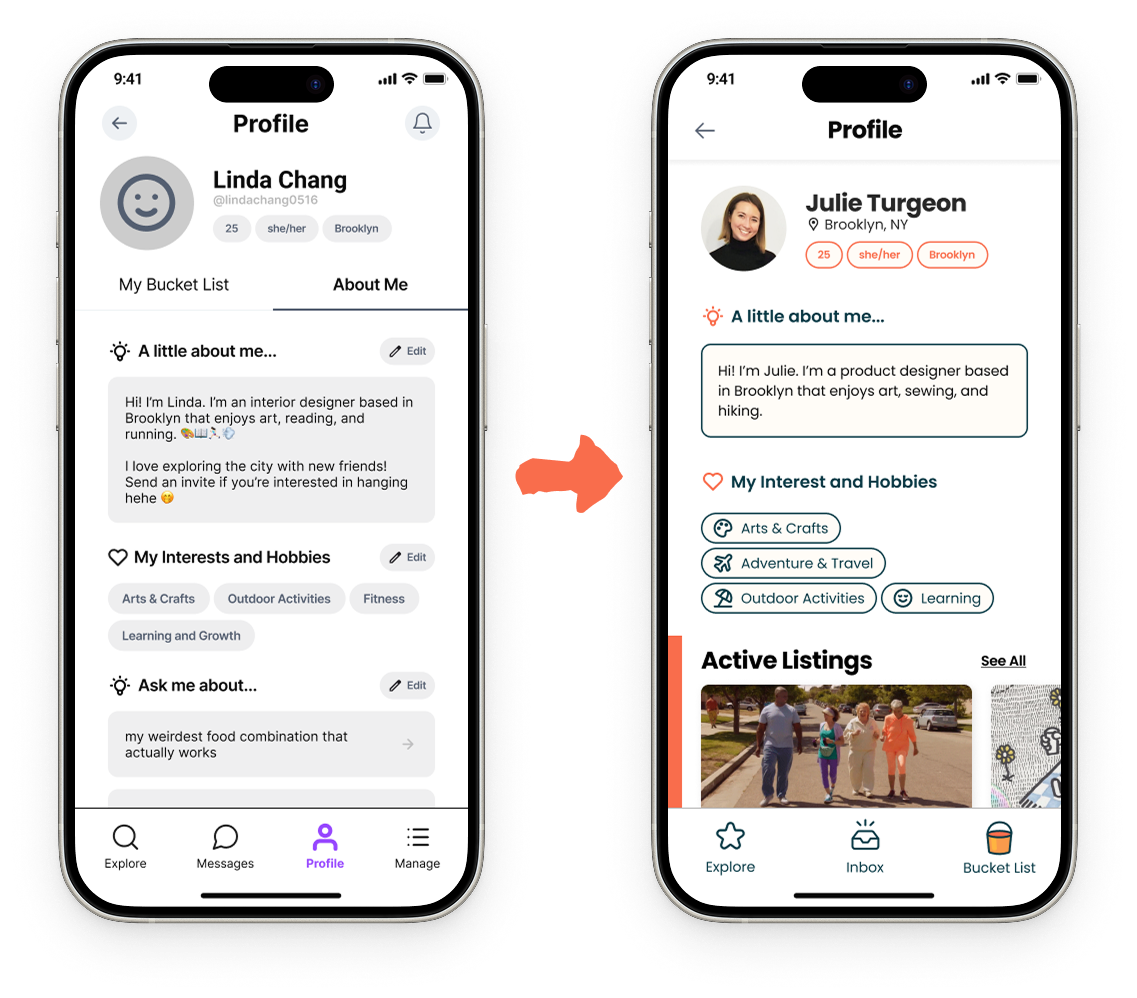 9:41
Profile
Linda Chang
@lindachang0516
25
she/her
Brooklyn
My Bucket List
About Me
A little about me...
Edit
Hi! I’m Linda. I’m an interior designer based in
Brooklyn that enjoys art, reading, and
running. 🎨📖🏃🏻💨
I love exploring the city with new friends!
Send an invite if you’re interested in hanging
hehe 🤭
My Interests and Hobbies
Edit
Arts & Crafts
Outdoor Activities
Fitness
Learning and Growth
Ask me about...
Edit
my weirdest food combination that
actually works
Explore
Messages
Profile
Manage
9:41
Profile
Julie Turgeon
Brooklyn, NY
25
she/her
Brooklyn
A little about me...
Hi! I’m Julie. I’m a product designer based
in Brooklyn that enjoys art, sewing, and
hiking.
My Interest and Hobbies
Arts & Crafts
Adventure & Travel
Outdoor Activities
Learning
Active Listings
See All
Explore
Inbox
Bucket List